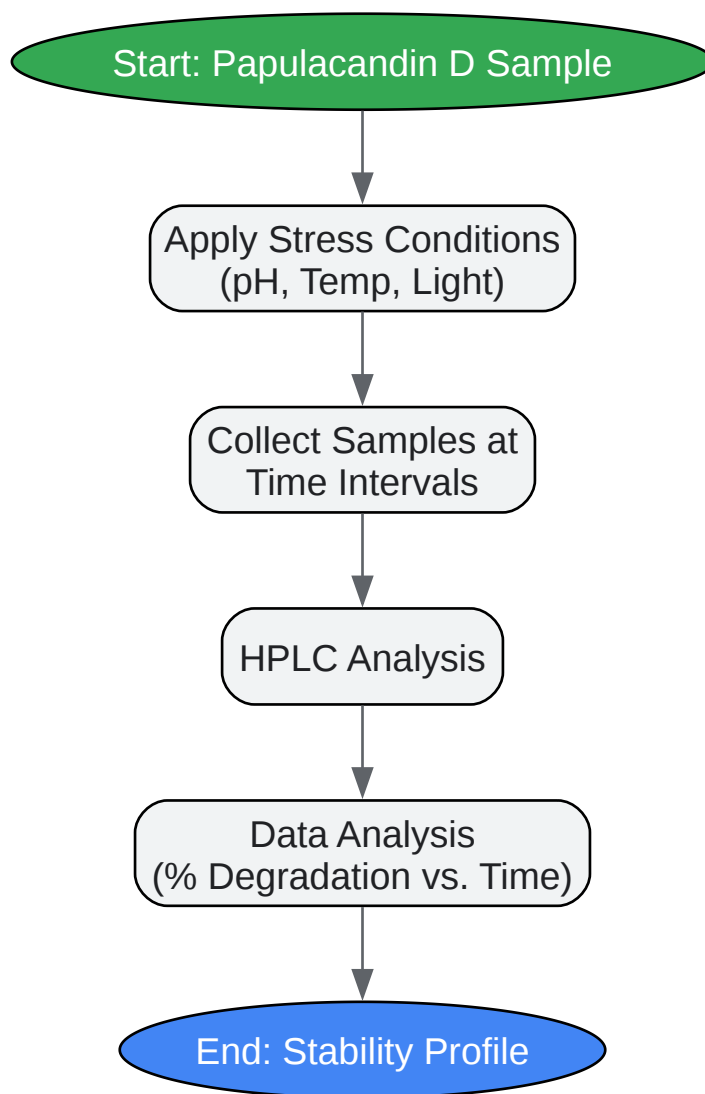 Start: Papulacandin D Sample
Apply Stress Conditions
(pH, Temp, Light)
Collect Samples at
Time Intervals
HPLC Analysis
Data Analysis
(% Degradation vs. Time)
End: Stability Profile